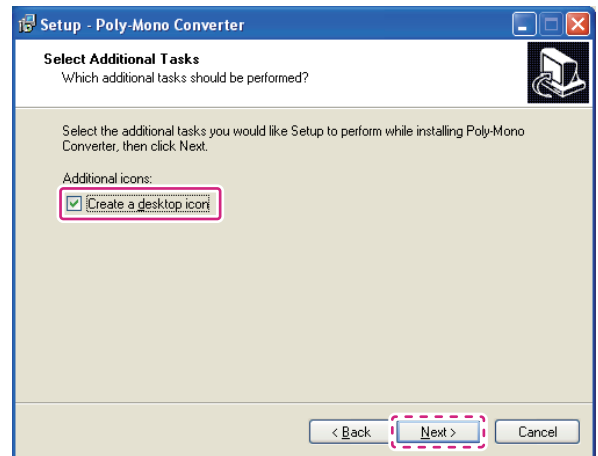 Setup - Poly-Mono Converter
Select Additional Tasks
Which additional tasks should be performed?
Select the additional tasks you would like Setup to perform while installing Poly-Mono
Converter, then click Next.
Additional icons:
Create a desktop icon
< Back
Next >
Cancel